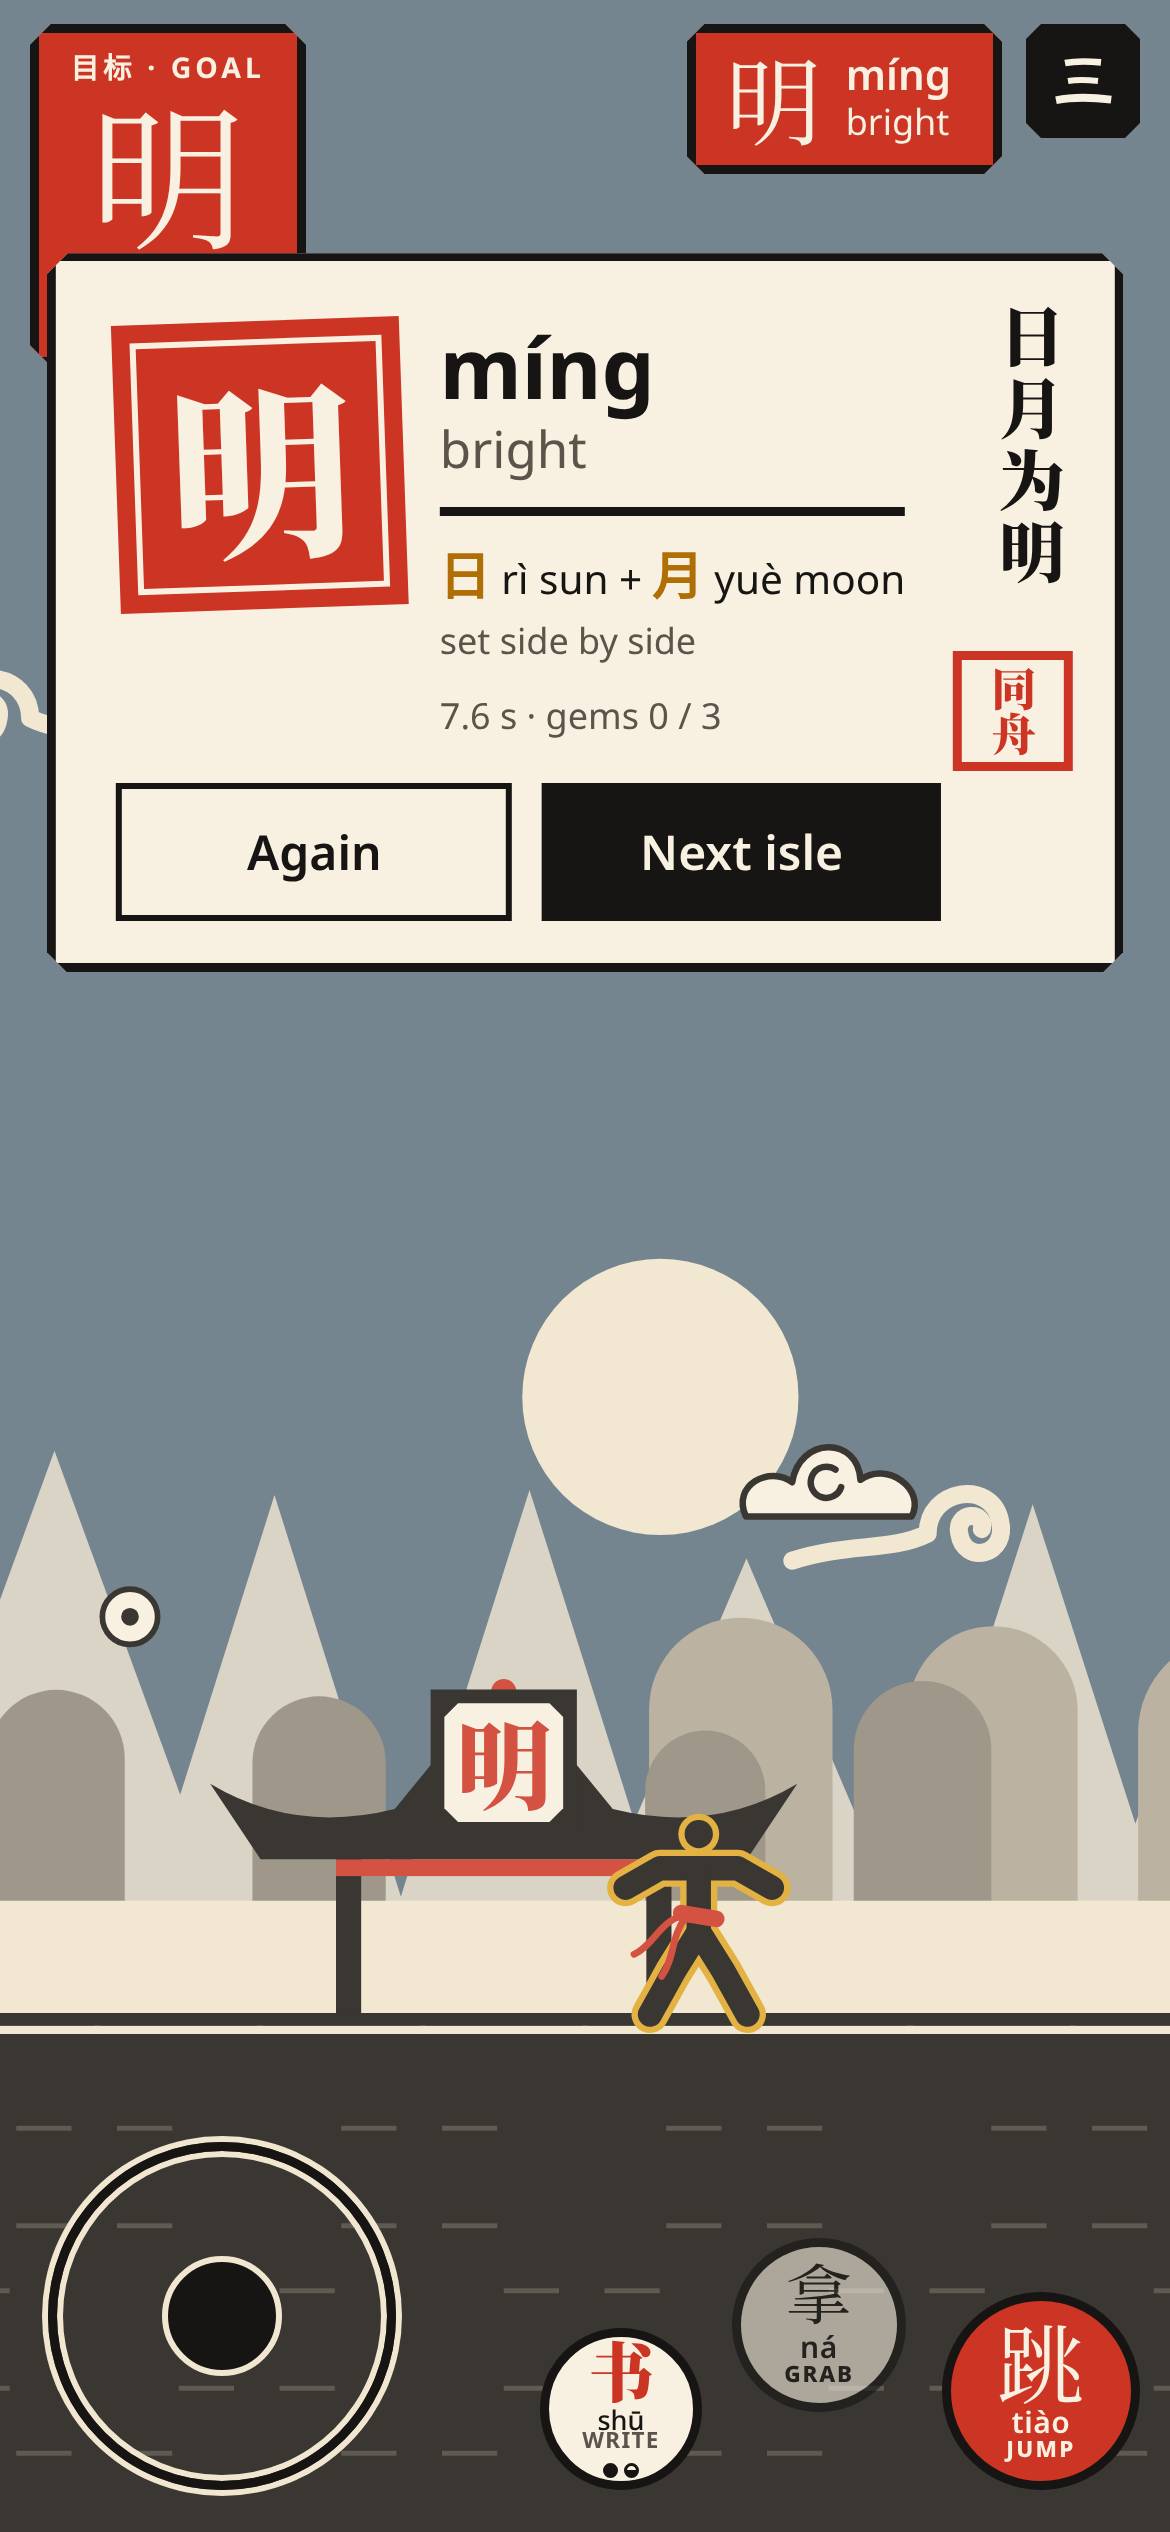 目标 · GOAL
明
明
míng
bright
三
明
míng
bright
日 rì sun + 月 yuè moon
set side by side
7.6 s · gems 0 / 3
日月为明
同舟
Again
Next isle
明
书
shū
WRITE
拿
ná
GRAB
跳
tiào
JUMP